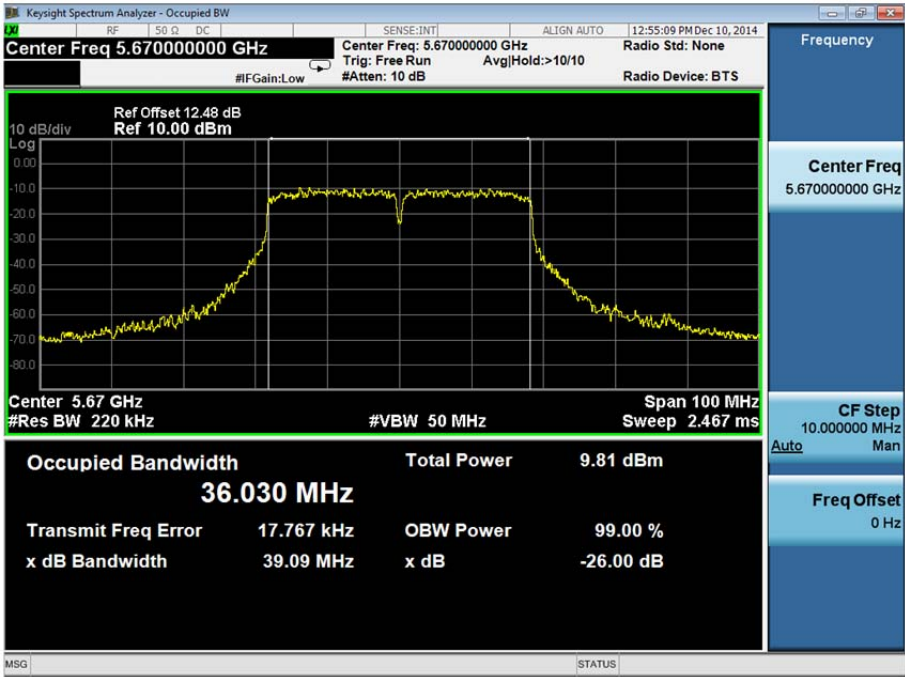 Keysight Spectrum Analyzer - Occupied BW
LXI RF 50 Ω DC SENSE:INT ALIGN AUTO 12:55:09 PM Dec 10, 2014
Center Freq 5.670000000 GHz
Center Freq: 5.670000000 GHz
Radio Std: None
Trig: Free Run Avg|Hold:>10/10
#IFGain:Low
#Atten: 10 dB
Radio Device: BTS
Ref Offset 12.48 dB
10 dB/div Ref 10.00 dBm
Log
0.00
-10.0
-20.0
-30.0
-40.0
-50.0
-60.0
-70.0
-80.0
Center 5.67 GHz Span 100 MHz
#Res BW 220 kHz #VBW 50 MHz Sweep 2.467 ms
Occupied Bandwidth
36.030 MHz
Total Power 9.81 dBm
Transmit Freq Error 17.767 kHz OBW Power 99.00 %
x dB Bandwidth 39.09 MHz x dB -26.00 dB
MSG STATUS
Frequency
Center Freq
5.670000000 GHz
CF Step
10.000000 MHz
Auto Man
Freq Offset
0 Hz